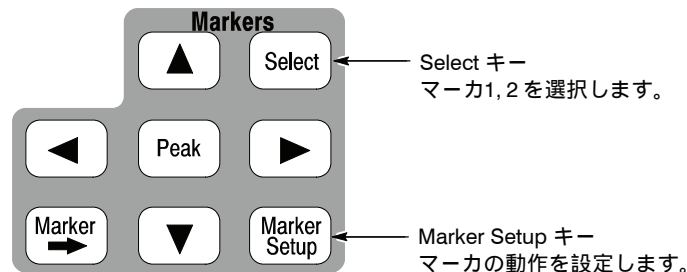 Markers
Select
Select キー
マーカ1, 2 を選択します。
Peak
Marker
Marker
Setup
Marker Setup キー
マーカの動作を設定します。